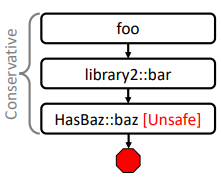 Conservative
foo
library2::bar
HasBaz::baz [Unsafe]